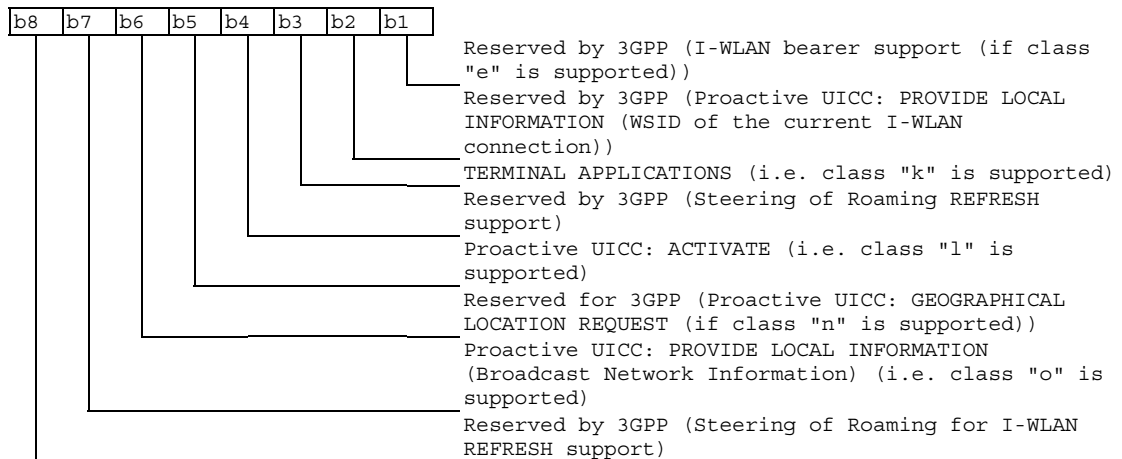 b8 b7 b6 b5 b4 b3 b2 b1
Reserved by 3GPP (I-WLAN bearer support (if class
"e" is supported))
Reserved by 3GPP (Proactive UICC: PROVIDE LOCAL
INFORMATION (WSID of the current I-WLAN
connection))
TERMINAL APPLICATIONS (i.e. class "k" is supported)
Reserved by 3GPP (Steering of Roaming REFRESH
support)
Proactive UICC: ACTIVATE (i.e. class "l" is
supported)
Reserved for 3GPP (Proactive UICC: GEOGRAPHICAL
LOCATION REQUEST (if class "n" is supported))
Proactive UICC: PROVIDE LOCAL INFORMATION
(Broadcast Network Information) (i.e. class "o" is
supported)
Reserved by 3GPP (Steering of Roaming for I-WLAN
REFRESH support)